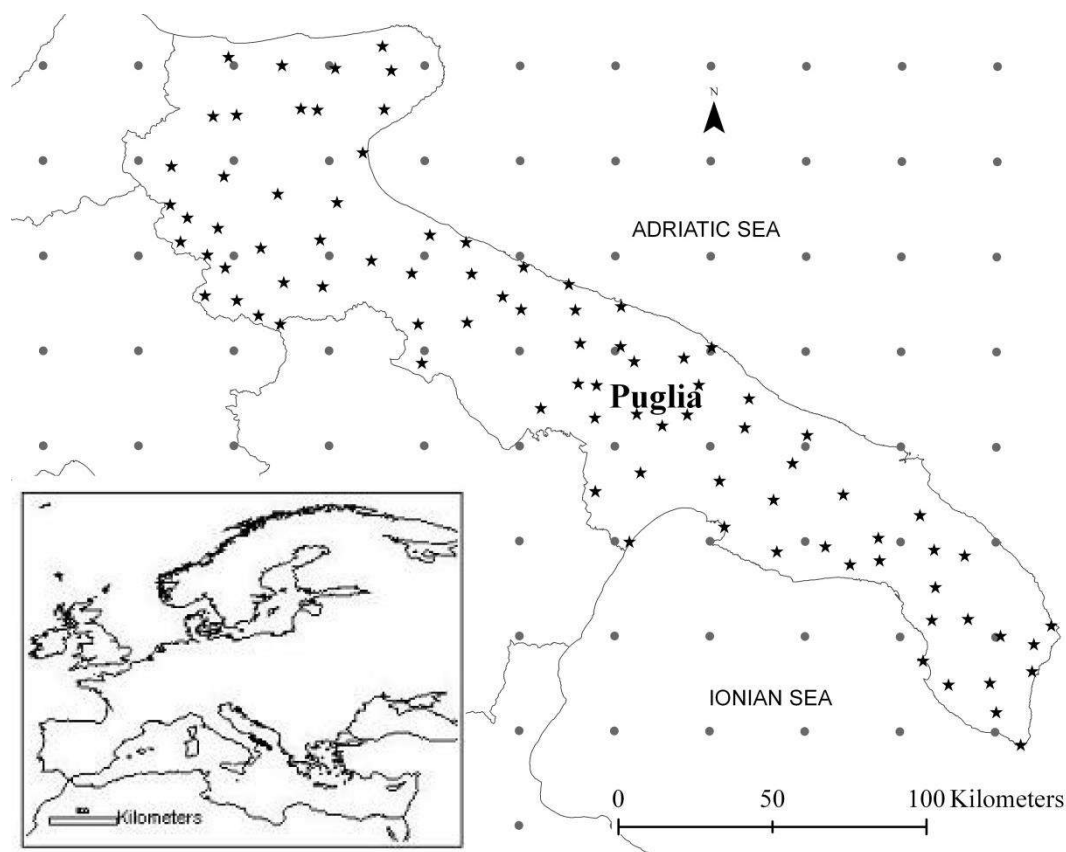 N
ADRIATIC SEA
Puglia
IONIAN SEA
0 50 100 Kilometers
Kilometers